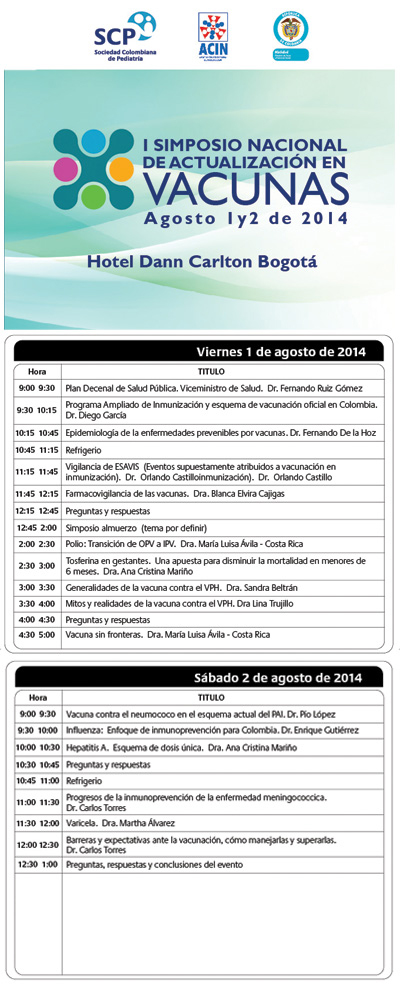 SCP
Sociedad Colombiana
de Pediatría
ACIN
I SIMPOSIO NACIONAL
DE ACTUALIZACIÓN EN
VACUNAS
Agosto 1y2 de 2014
Hotel Dann Carlton Bogotá
Viernes 1 de agosto de 2014
Hora TITULO
9:00 9:30 Plan Decenal de Salud Pública. Viceministro de Salud. Dr. Fernando Ruiz Gómez
9:30 10:15 Programa Ampliado de Inmunización y esquema de vacunación oficial en Colombia.
Dr. Diego García
10:15 10:45 Epidemiología de la enfermedades prevenibles por vacunas. Dr. Fernando De la Hoz
10:45 11:15 Refrigerio
11:15 11:45 Vigilancia de ESAVIS (Eventos supuestamente atribuidos a vacunación en
inmunización). Dr. Orlando Castilloinmunización). Dr. Orlando Castillo
11:45 12:15 Farmacovigilancia de las vacunas. Dra. Blanca Elvira Cajigas
12:15 12:45 Preguntas y respuestas
12:45 2:00 Simposio almuerzo (tema por definir)
2:00 2:30 Polio: Transición de OPV a IPV. Dra. María Luisa Ávila - Costa Rica
2:30 3:00 Tosferina en gestantes. Una apuesta para disminuir la mortalidad en menores de
6 meses. Dra. Ana Cristina Mariño
3:00 3:30 Generalidades de la vacuna contra el VPH. Dra. Sandra Beltrán
3:30 4:00 Mitos y realidades de la vacuna contra el VPH. Dra Lina Trujillo
4:00 4:30 Preguntas y respuestas
4:30 5:00 Vacuna sin fronteras. Dra. María Luisa Ávila - Costa Rica
Sábado 2 de agosto de 2014
Hora TITULO
9:00 9:30 Vacuna contra el neumococo en el esquema actual del PAI. Dr. Pío López
9:30 10:00 Influenza: Enfoque de inmunoprevención para Colombia. Dr. Enrique Gutiérrez
10:00 10:30 Hepatitis A. Esquema de dosis única. Dra. Ana Cristina Mariño
10:30 10:45 Preguntas y respuestas
10:45 11:00 Refrigerio
11:00 11:30 Progresos de la inmunoprevención de la enfermedad meningococcica.
Dr. Carlos Torres
11:30 12:00 Varicela. Dra. Martha Álvarez
12:00 12:30 Barreras y expectativas ante la vacunación, cómo manejarlas y superarlas.
Dr. Carlos Torres
12:30 1:00 Preguntas, respuestas y conclusiones del evento